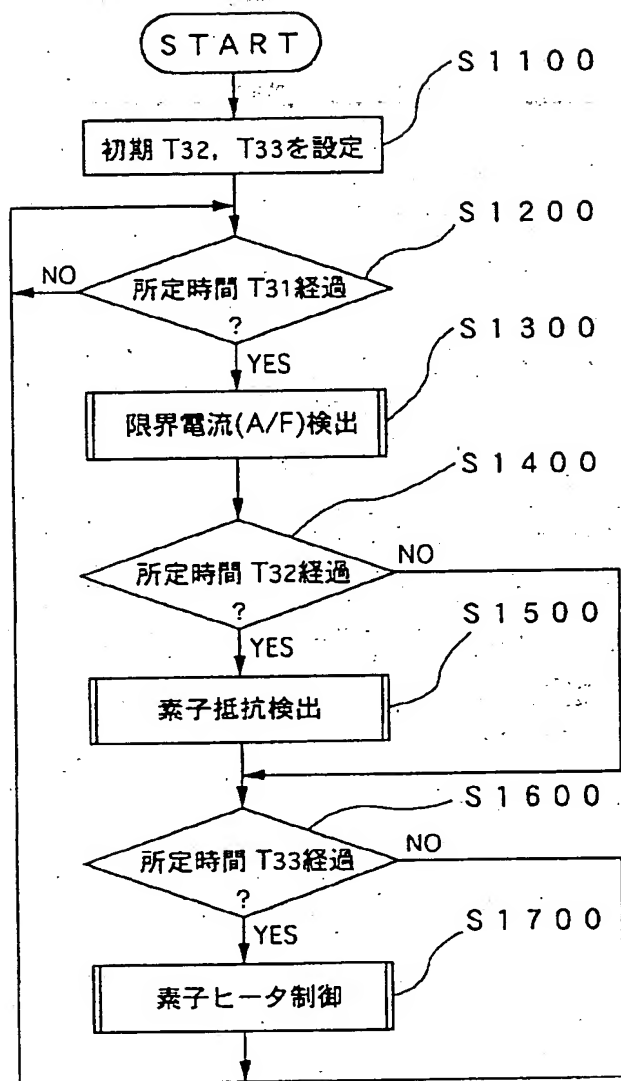 START
S1100
初期 T32, T33を設定
S1200
NO
所定時間 T31経過
?
YES
S1300
限界電流(A/F)検出
S1400
所定時間 T32経過
?
NO
YES
S1500
素子抵抗検出
S1600
所定時間 T33経過
?
NO
YES
S1700
素子ヒータ制御